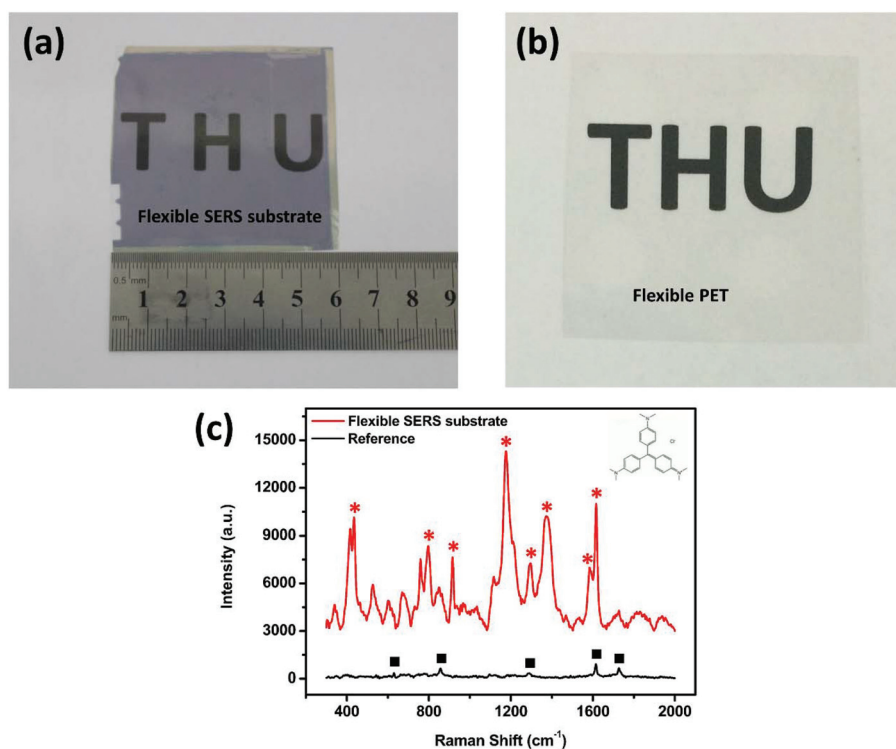 (a)
T H U
Flexible SERS substrate
0.5 mm
1 2 3 4 5 6 7 8 9
mm
(b)
THU
Flexible PET
(c)
Flexible SERS substrate
Reference
Intensity (a.u.)
15000
12000
9000
6000
3000
0
400 800 1200 1600 2000
Raman Shift (cm⁻¹)